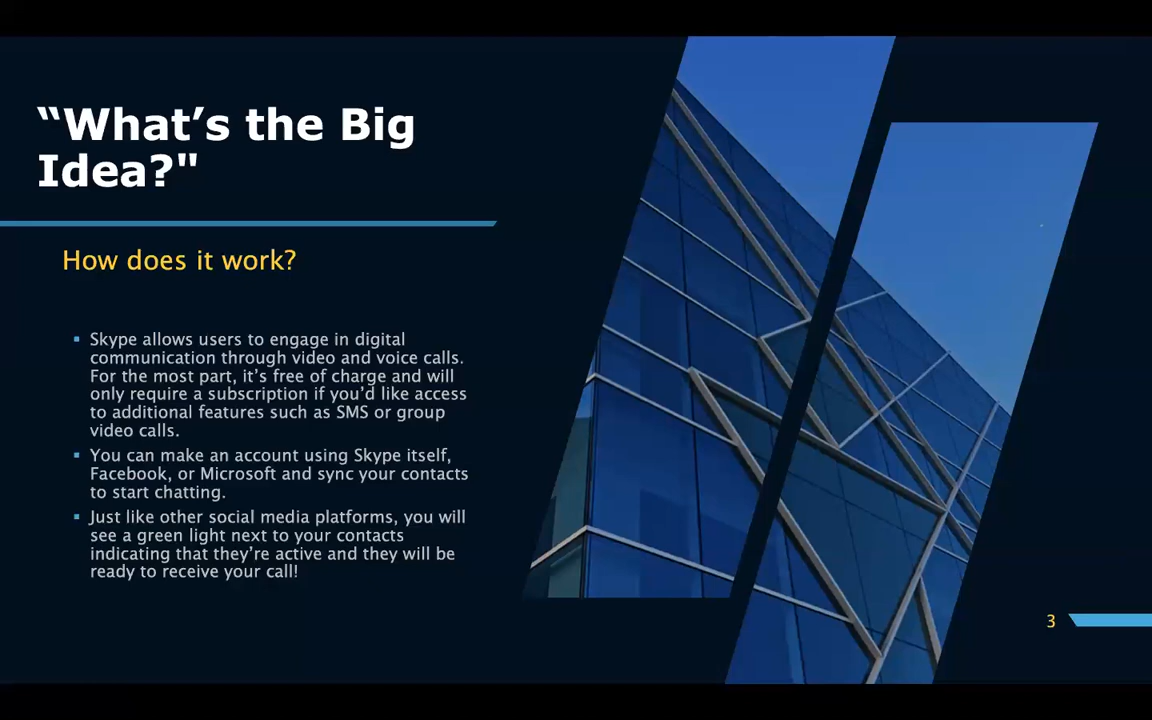 “What’s the Big
Idea?"
How does it work?
Skype allows users to engage in digital
communication through video and voice calls.
For the most part, it’s free of charge and will
only require a subscription if you’d like access
to additional features such as SMS or group
video calls.
You can make an account using Skype itself,
Facebook, or Microsoft and sync your contacts
to start chatting.
Just like other social media platforms, you will
see a green light next to your contacts
indicating that they’re active and they will be
ready to receive your call!
3